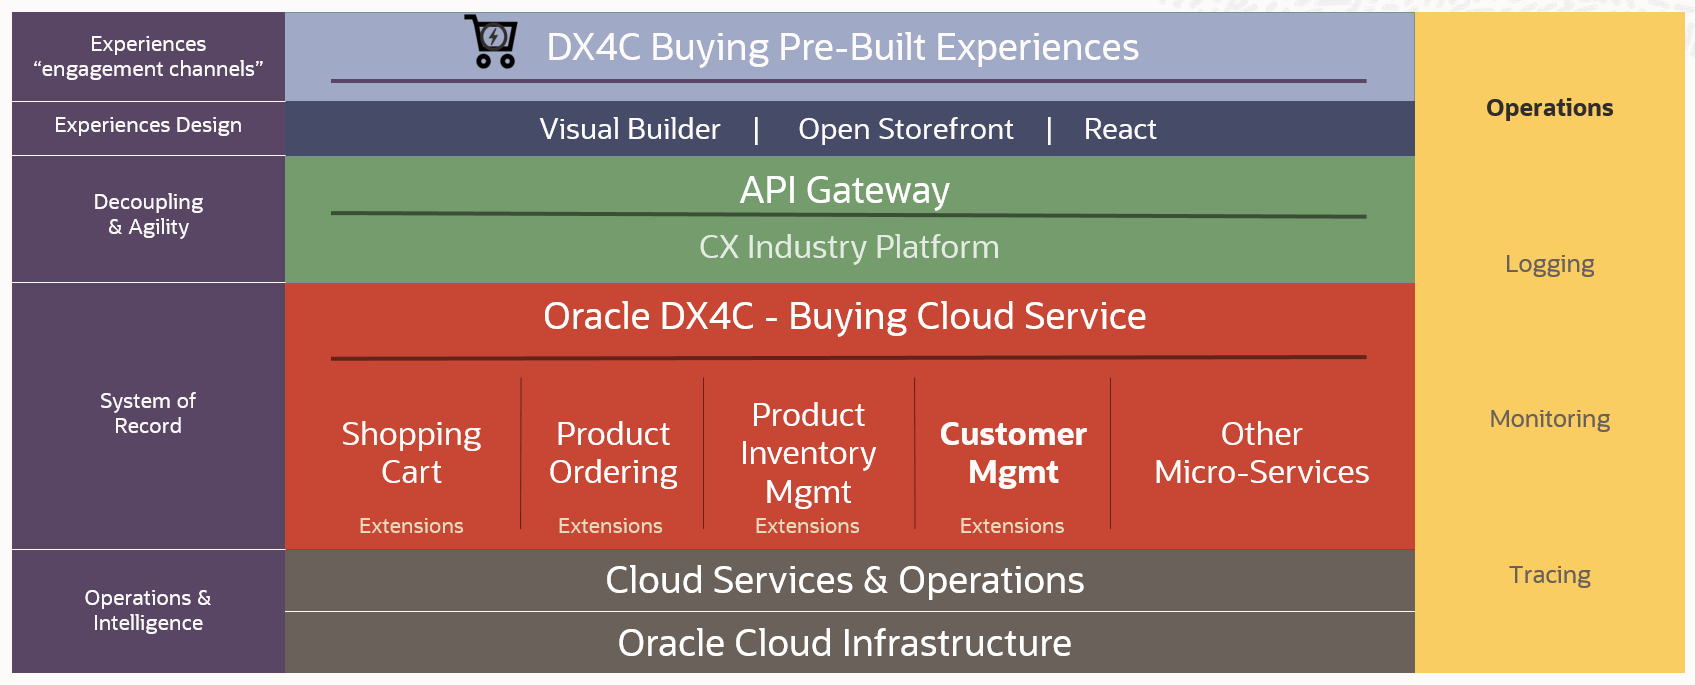 Experiences
“engagement channels”
DX4C Buying Pre-Built Experiences
Experiences Design
Visual Builder | Open Storefront | React
Decoupling
& Agility
API Gateway
CX Industry Platform
System of
Record
Oracle DX4C - Buying Cloud Service
Shopping
Cart
Extensions
Product
Ordering
Extensions
Product
Inventory
Mgmt
Extensions
Customer
Mgmt
Extensions
Other
Micro-Services
Operations &
Intelligence
Cloud Services & Operations
Oracle Cloud Infrastructure
Operations
Logging
Monitoring
Tracing